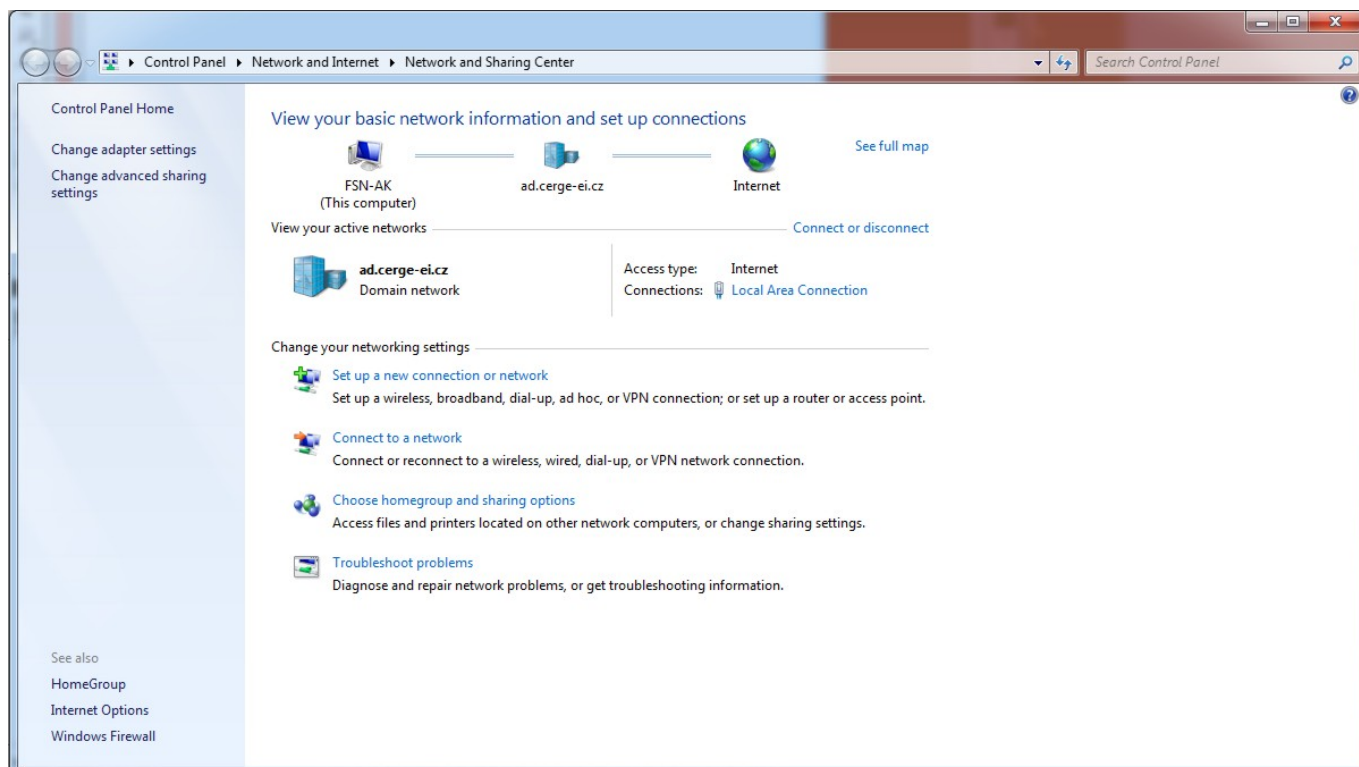 Control Panel Network and Internet Network and Sharing Center
Search Control Panel
Control Panel Home
Change adapter settings
Change advanced sharing
settings
See also
HomeGroup
Internet Options
Windows Firewall
View your basic network information and set up connections
See full map
FSN-AK
(This computer)
ad.cerge-ei.cz
Internet
View your active networks
Connect or disconnect
ad.cerge-ei.cz
Domain network
Access type: Internet
Connections: Local Area Connection
Change your networking settings
Set up a new connection or network
Set up a wireless, broadband, dial-up, ad hoc, or VPN connection; or set up a router or access point.
Connect to a network
Connect or reconnect to a wireless, wired, dial-up, or VPN network connection.
Choose homegroup and sharing options
Access files and printers located on other network computers, or change sharing settings.
Troubleshoot problems
Diagnose and repair network problems, or get troubleshooting information.